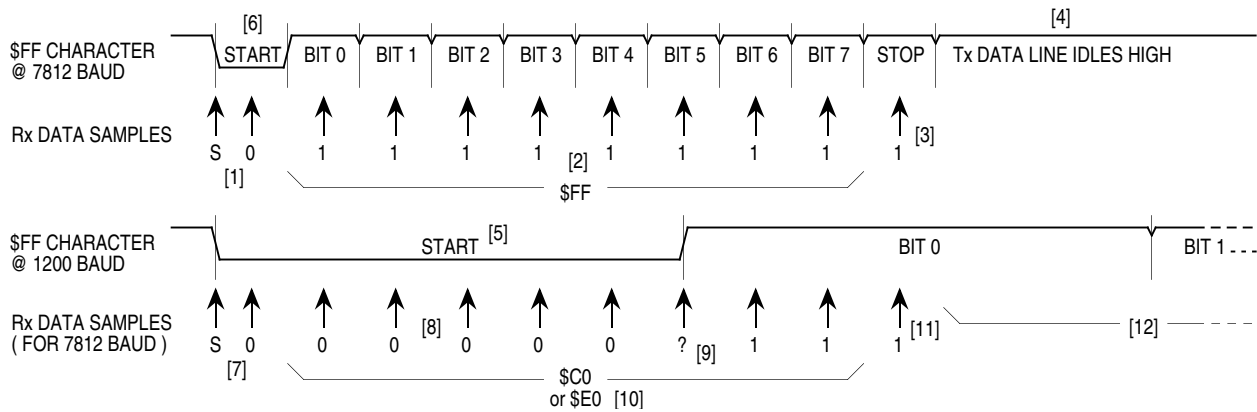 [6] [4]
$FF CHARACTER
@ 7812 BAUD
START BIT 0 BIT 1 BIT 2 BIT 3 BIT 4 BIT 5 BIT 6 BIT 7 STOP Tx DATA LINE IDLES HIGH
Rx DATA SAMPLES
S 0 1 1 1 1 1 1 1 1 1 [3]
[1] [2]
$FF
$FF CHARACTER
@ 1200 BAUD
START [5] BIT 0 BIT 1
Rx DATA SAMPLES
( FOR 7812 BAUD )
S 0 0 0 [8] 0 0 0 ? [9] 1 1 1 [11] [12]
[7]
$C0
or $E0 [10]